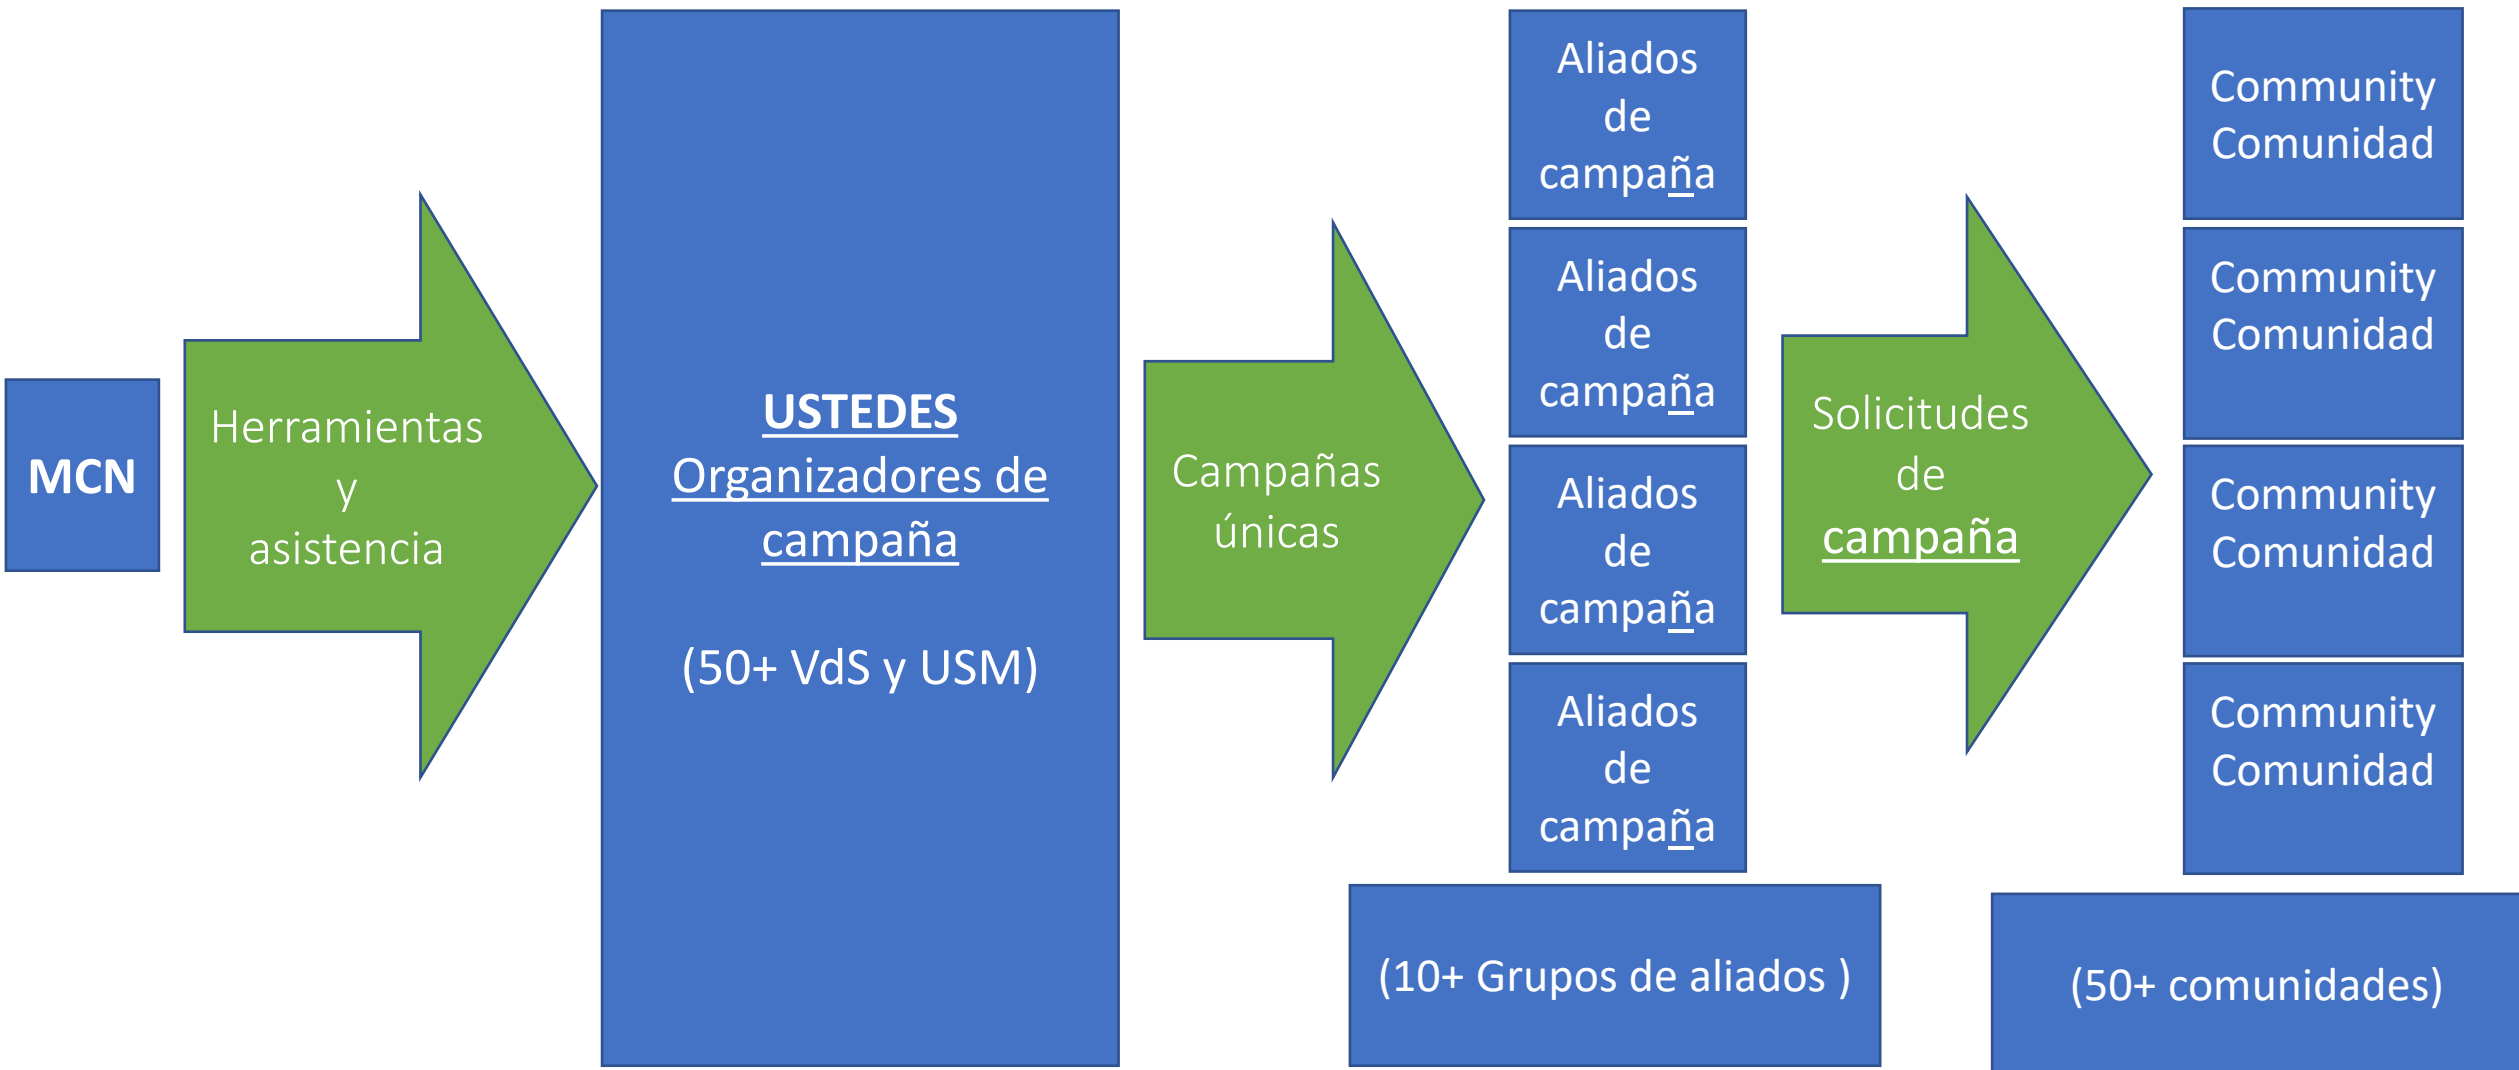 MCN
Herramientas
y
asistencia
USTEDES
Organizadores de
campaña
(50+ VdS y USM)
Campañas
únicas
Aliados
de
campaña
Aliados
de
campaña
Aliados
de
campaña
Aliados
de
campaña
(10+ Grupos de aliados )
Solicitudes
de
campaña
Community
Comunidad
Community
Comunidad
Community
Comunidad
Community
Comunidad
(50+ comunidades)